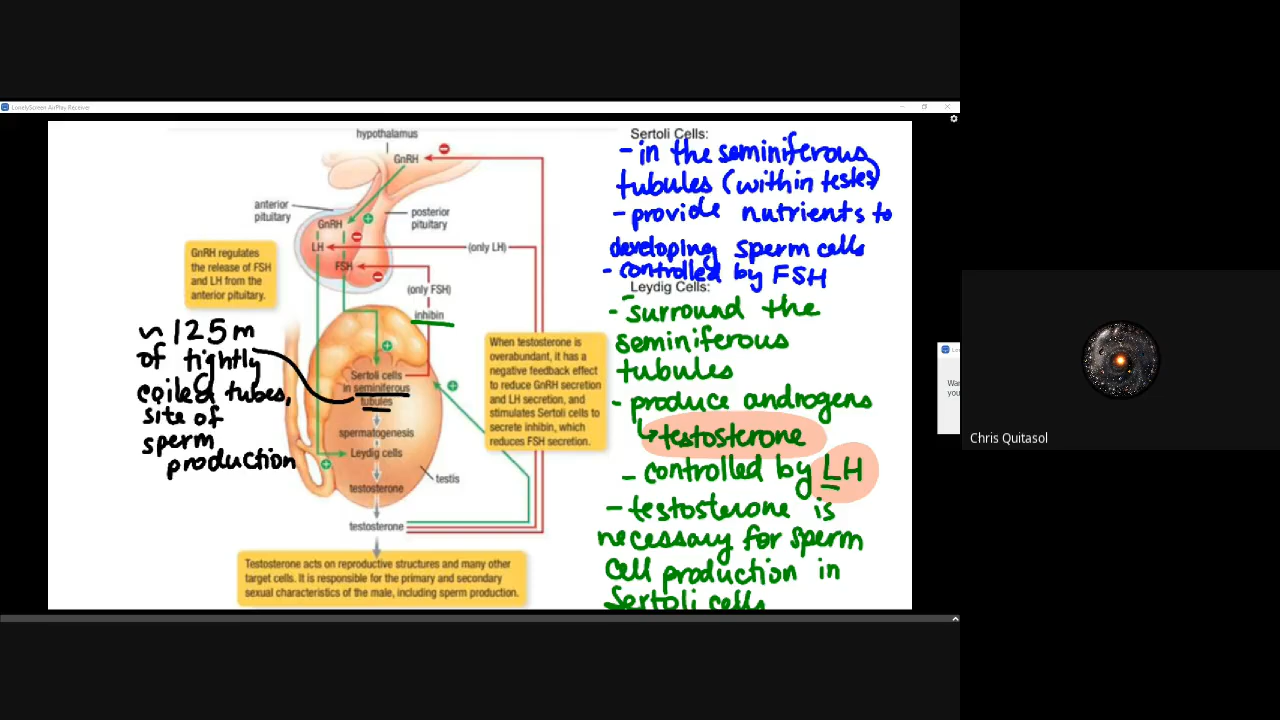 LonelyScreen AirPlay Receiver
hypothalamus
GnRH
anterior
pituitary
posterior
pituitary
GnRH
LH
(only LH)
FSH
(only FSH)
inhibin
GnRH regulates
the release of FSH
and LH from the
anterior pituitary.
~ 125 m
of tightly
coiled tubes,
site of
sperm
production
When testosterone is
overabundant, it has a
negative feedback effect
to reduce GnRH secretion
and LH secretion, and
stimulates Sertoli cells to
secrete inhibin, which
reduces FSH secretion.
Sertoli cells
in seminiferous
tubules
spermatogenesis
Leydig cells
testis
testosterone
testosterone
Testosterone acts on reproductive structures and many other
target cells. It is responsible for the primary and secondary
sexual characteristics of the male, including sperm production.
Sertoli Cells:
- in the seminiferous
tubules (within testes)
- provide nutrients to
developing sperm cells
- controlled by FSH
Leydig Cells:
- surround the
seminiferous
tubules
- produce androgens
↳ testosterone
- controlled by LH
- testosterone is
necessary for sperm
cell production in
Sertoli cells
Chris Quitasol